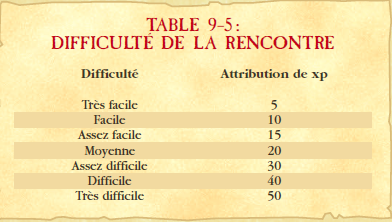 TABLE 9-5 :
DIFFICULTÉ DE LA RENCONTRE
Difficulté Attribution de xp
Très facile 5
Facile 10
Assez facile 15
Moyenne 20
Assez difficile 30
Difficile 40
Très difficile 50